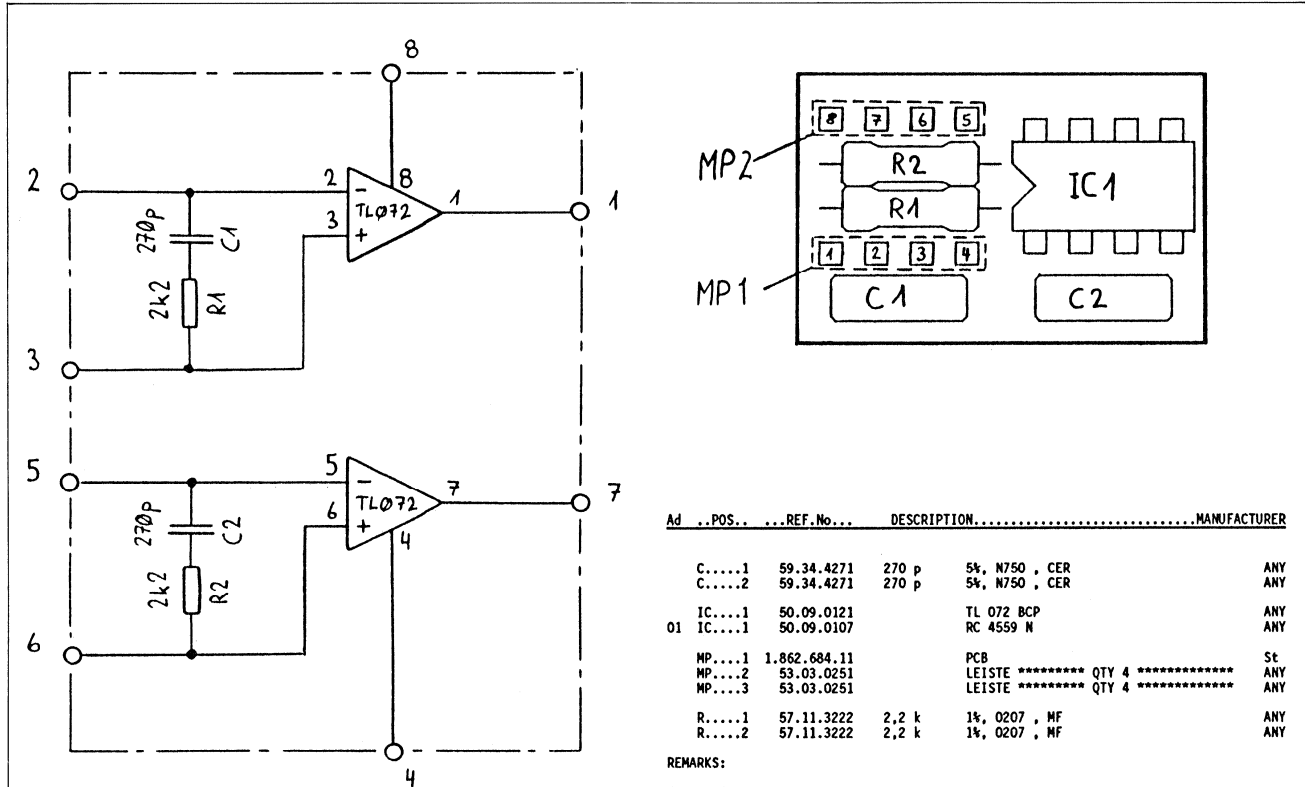 8
2
2
-
8
TLØ72
1
1
3
+
270p
C1
2k2
R1
3
5
5
-
TLØ72
7
7
6
+
4
270p
C2
2k2
R2
6
4
8 7 6 5
MP2
R2
R1
IC1
1 2 3 4
MP1
C1
C2
Ad ..POS.. ...REF.No... DESCRIPTION.............................MANUFACTURER
C.....1 59.34.4271 270 p 5%, N750 , CER ANY
C.....2 59.34.4271 270 p 5%, N750 , CER ANY
IC....1 50.09.0121 TL 072 BCP ANY
01 IC....1 50.09.0107 RC 4559 N ANY
MP....1 1.862.684.11 PCB St
MP....2 53.03.0251 LEISTE ********* QTY 4 ************* ANY
MP....3 53.03.0251 LEISTE ********* QTY 4 ************* ANY
R.....1 57.11.3222 2,2 k 1%, 0207 , MF ANY
R.....2 57.11.3222 2,2 k 1%, 0207 , MF ANY
REMARKS: